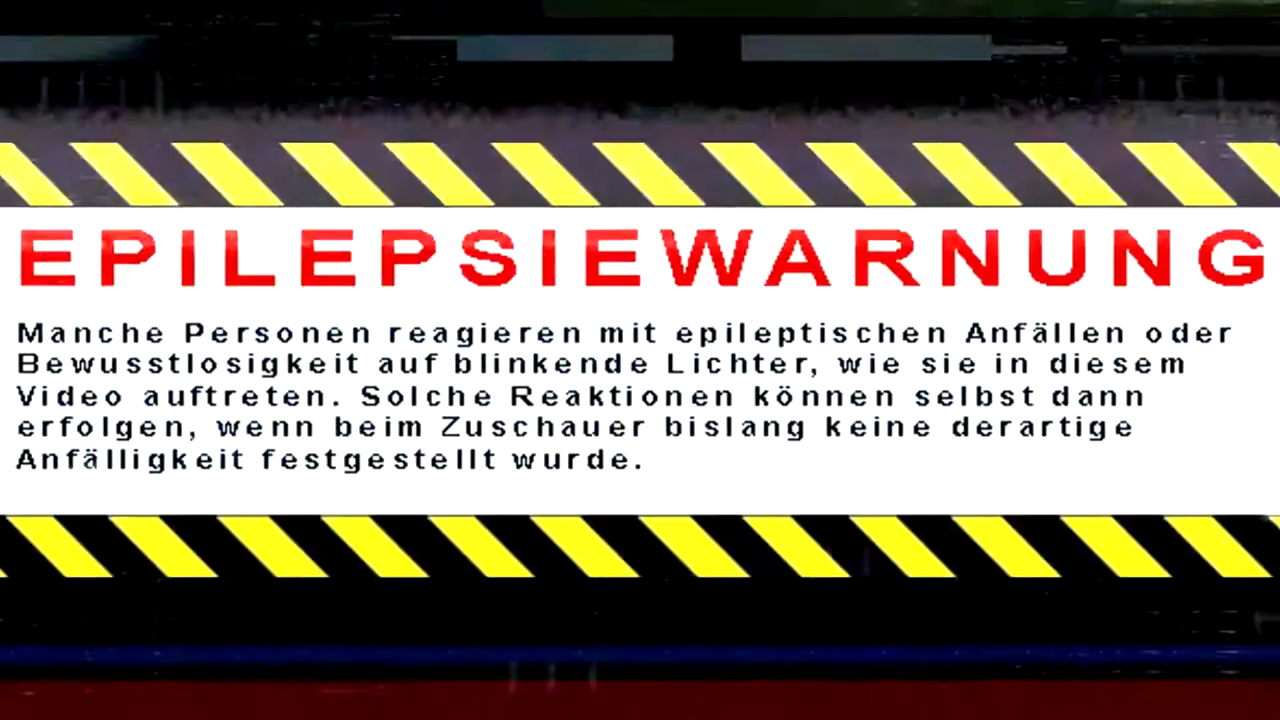 EPILEPSIEWARNUNG
Manche Personen reagieren mit epileptischen Anfällen oder
Bewusstlosigkeit auf blinkende Lichter, wie sie in diesem
Video auftreten. Solche Reaktionen können selbst dann
erfolgen, wenn beim Zuschauer bislang keine derartige
Anfälligkeit festgestellt wurde.